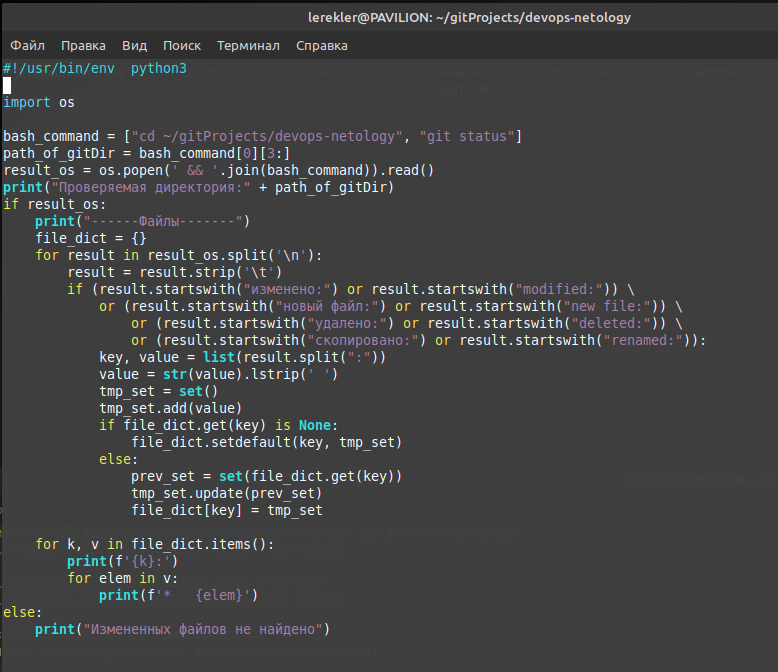 lerekler@PAVILION: ~/gitProjects/devops-netology
Файл Правка Вид Поиск Терминал Справка
#!/usr/bin/env  python3

import os

bash_command = ["cd ~/gitProjects/devops-netology", "git status"]
path_of_gitDir = bash_command[0][3:]
result_os = os.popen(' && '.join(bash_command)).read()
print("Проверяемая директория:" + path_of_gitDir)
if result_os:
    print("------Файлы-------")
    file_dict = {}
    for result in result_os.split('\n'):
        result = result.strip('\t')
        if (result.startswith("изменено:") or result.startswith("modified:")) \
            or (result.startswith("новый файл:") or result.startswith("new file:")) \
                or (result.startswith("удалено:") or result.startswith("deleted:")) \
                or (result.startswith("скопировано:") or result.startswith("renamed:")):
            key, value = list(result.split(":"))
            value = str(value).lstrip(' ')
            tmp_set = set()
            tmp_set.add(value)
            if file_dict.get(key) is None:
                file_dict.setdefault(key, tmp_set)
            else:
                prev_set = set(file_dict.get(key))
                tmp_set.update(prev_set)
                file_dict[key] = tmp_set

    for k, v in file_dict.items():
        print(f'{k}:')
        for elem in v:
            print(f'*   {elem}')
else:
    print("Измененных файлов не найдено")